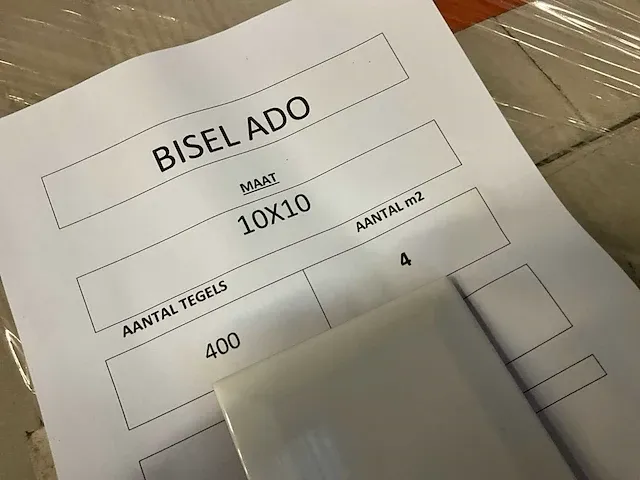 BISEL ADO
MAAT
10X10
AANTAL TEGELS AANTAL m2
400 4